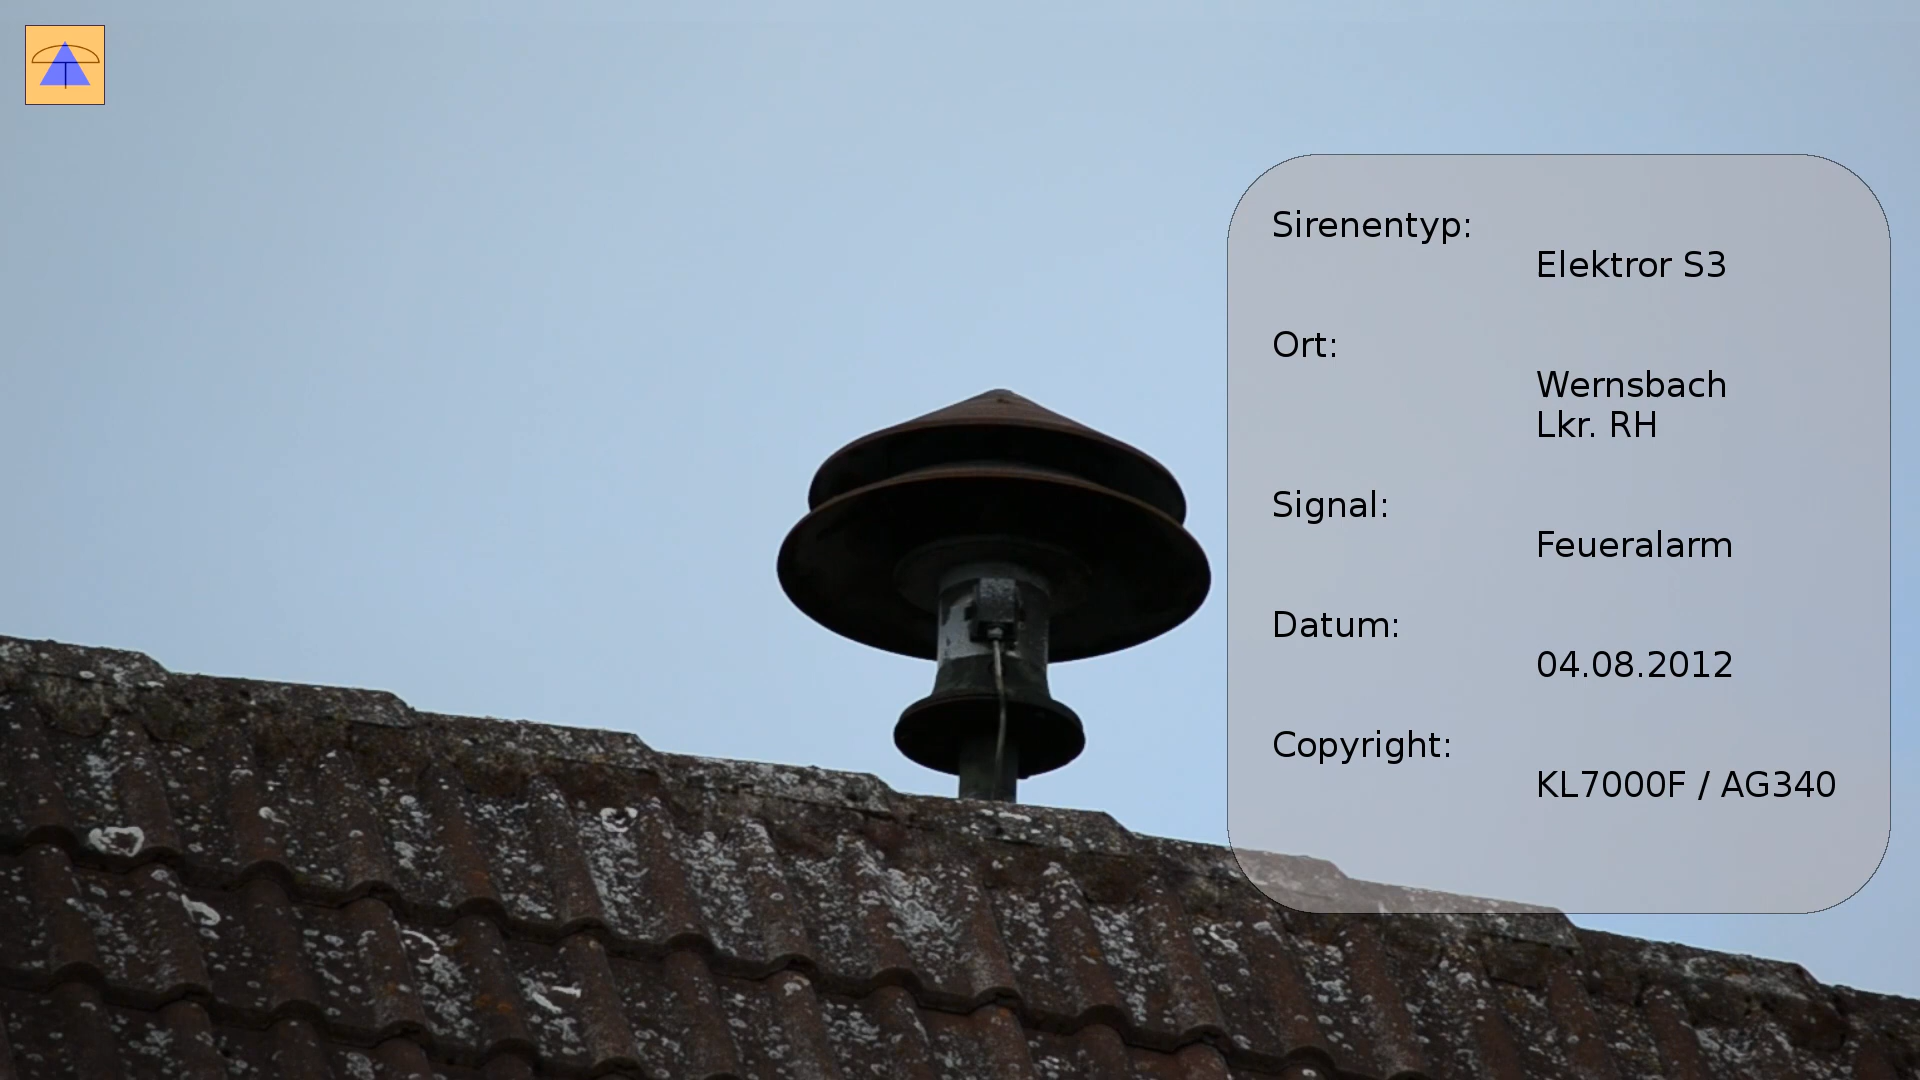 Sirenentyp:
Elektror S3
Ort:
Wernsbach
Lkr. RH
Signal:
Feueralarm
Datum:
04.08.2012
Copyright:
KL7000F / AG340